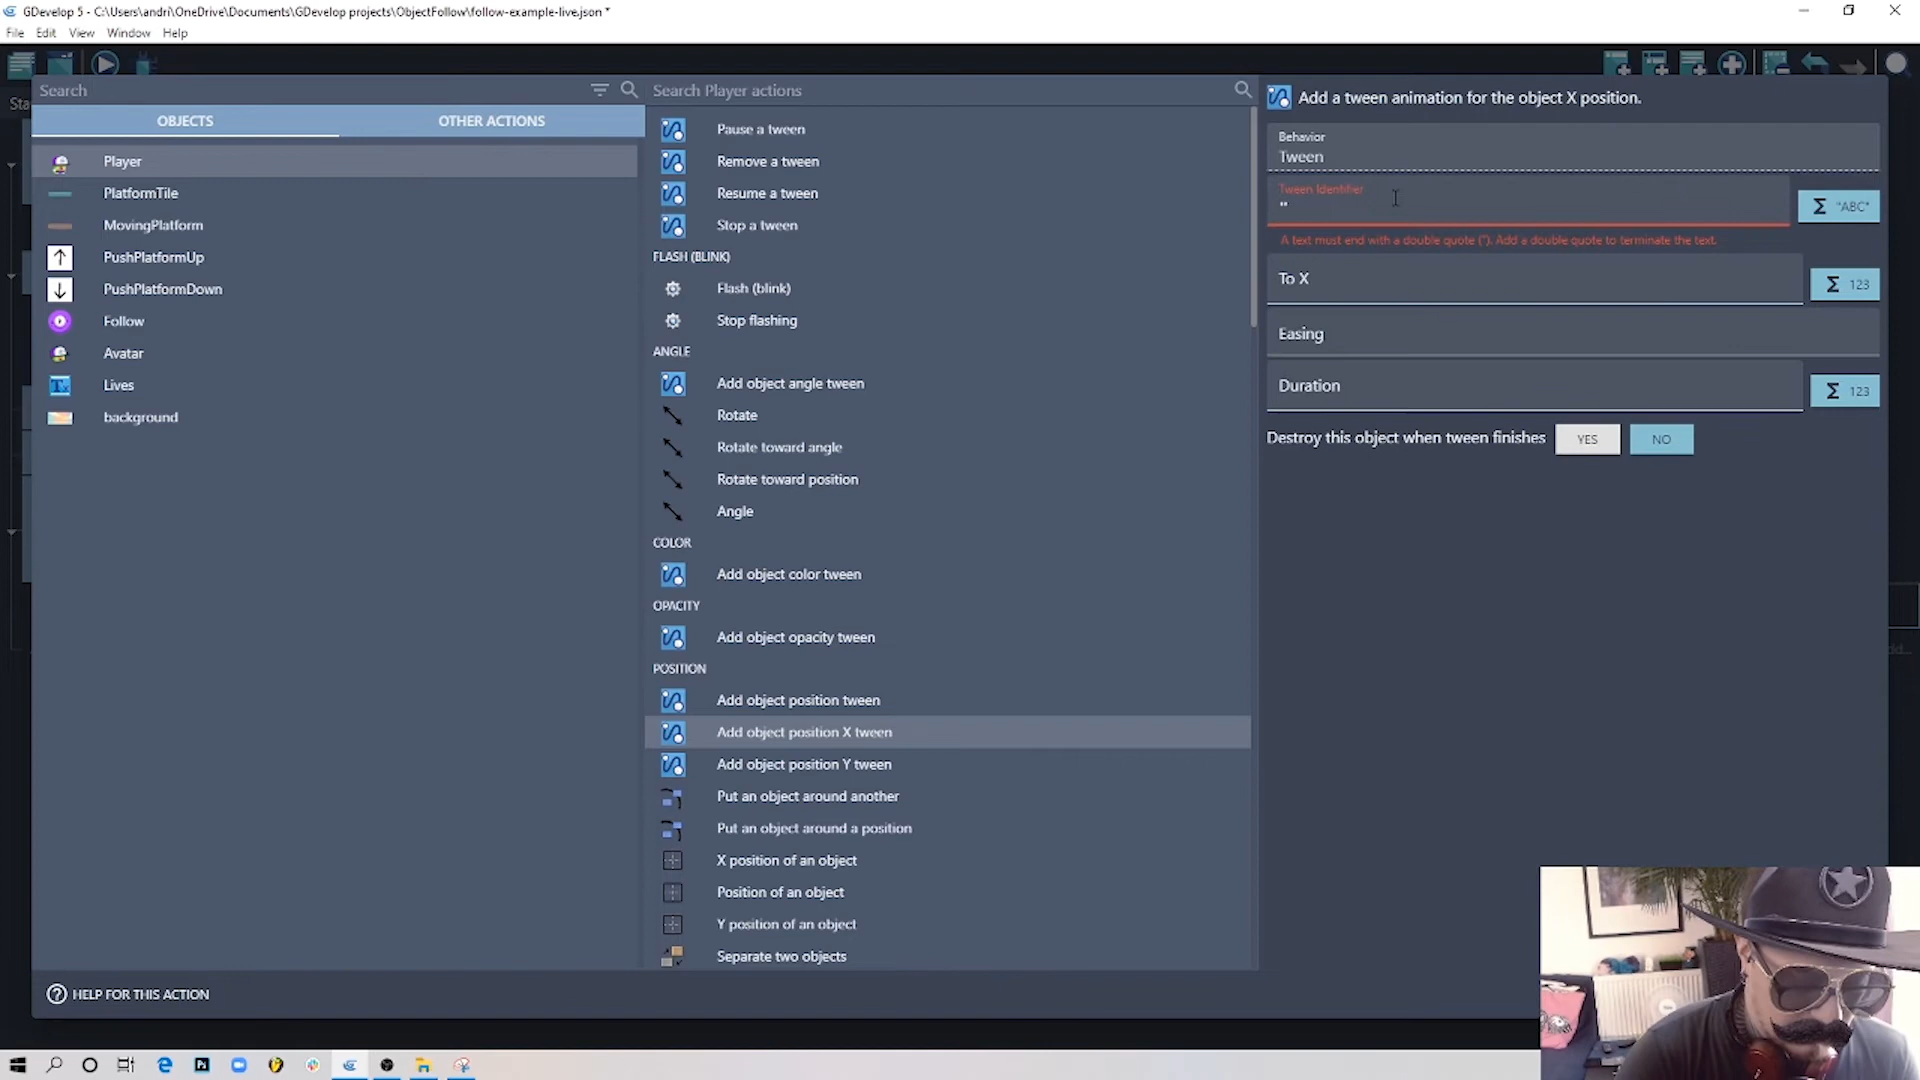 GDevelop 5 - C:\Users\andri\OneDrive\Documents\GDevelop projects\ObjectFollow\follow-example-live.json *
File Edit View Window Help
Search
OBJECTS
OTHER ACTIONS
Player
PlatformTile
MovingPlatform
PushPlatformUp
PushPlatformDown
Follow
Avatar
Lives
background
HELP FOR THIS ACTION
Search Player actions
Pause a tween
Remove a tween
Resume a tween
Stop a tween
FLASH (BLINK)
Flash (blink)
Stop flashing
ANGLE
Add object angle tween
Rotate
Rotate toward angle
Rotate toward position
Angle
COLOR
Add object color tween
OPACITY
Add object opacity tween
POSITION
Add object position tween
Add object position X tween
Add object position Y tween
Put an object around another
Put an object around a position
X position of an object
Position of an object
Y position of an object
Separate two objects
Add a tween animation for the object X position.
Behavior
Tween
Tween Identifier
"
Σ "ABC"
A text must end with a double quote ("). Add a double quote to terminate the text.
To X
Σ 123
Easing
Duration
Σ 123
Destroy this object when tween finishes YES NO